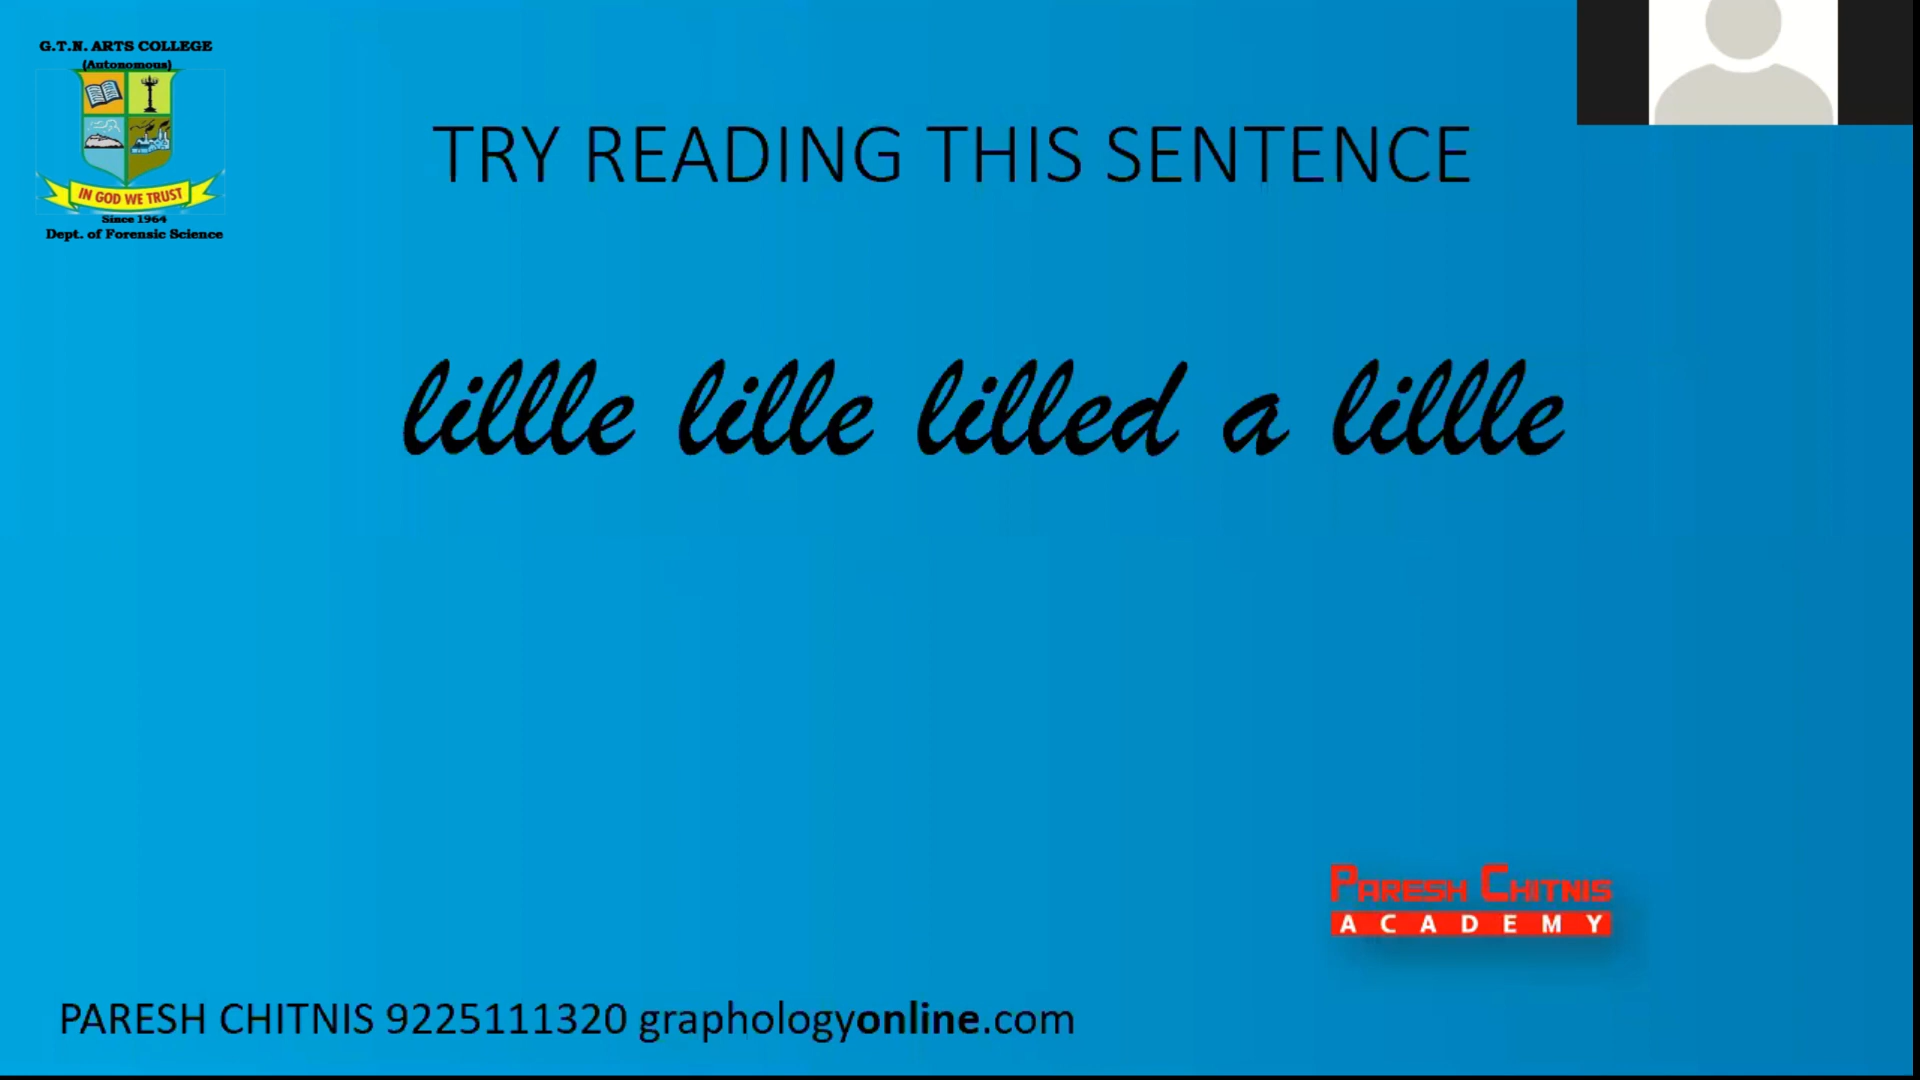 G.T.N. ARTS COLLEGE
(Autonomous)
IN GOD WE TRUST
Since 1964
Dept. of Forensic Science
TRY READING THIS SENTENCE
lillle lille lilled a lillle
PARESH CHITNIS
ACADEMY
PARESH CHITNIS 9225111320 graphologyonline.com